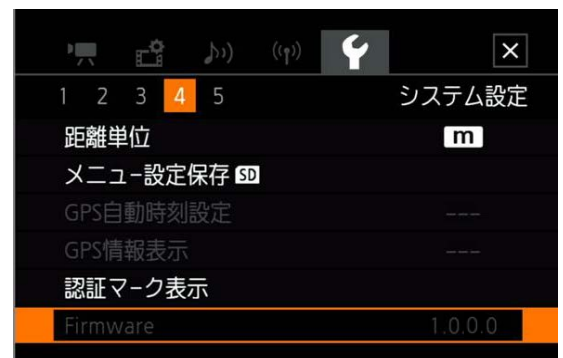 1 2 3 4 5 システム設定
距離単位 m
メニュー設定保存 SD
GPS自動時刻設定 ---
GPS情報表示 ---
認証マーク表示
Firmware 1.0.0.0